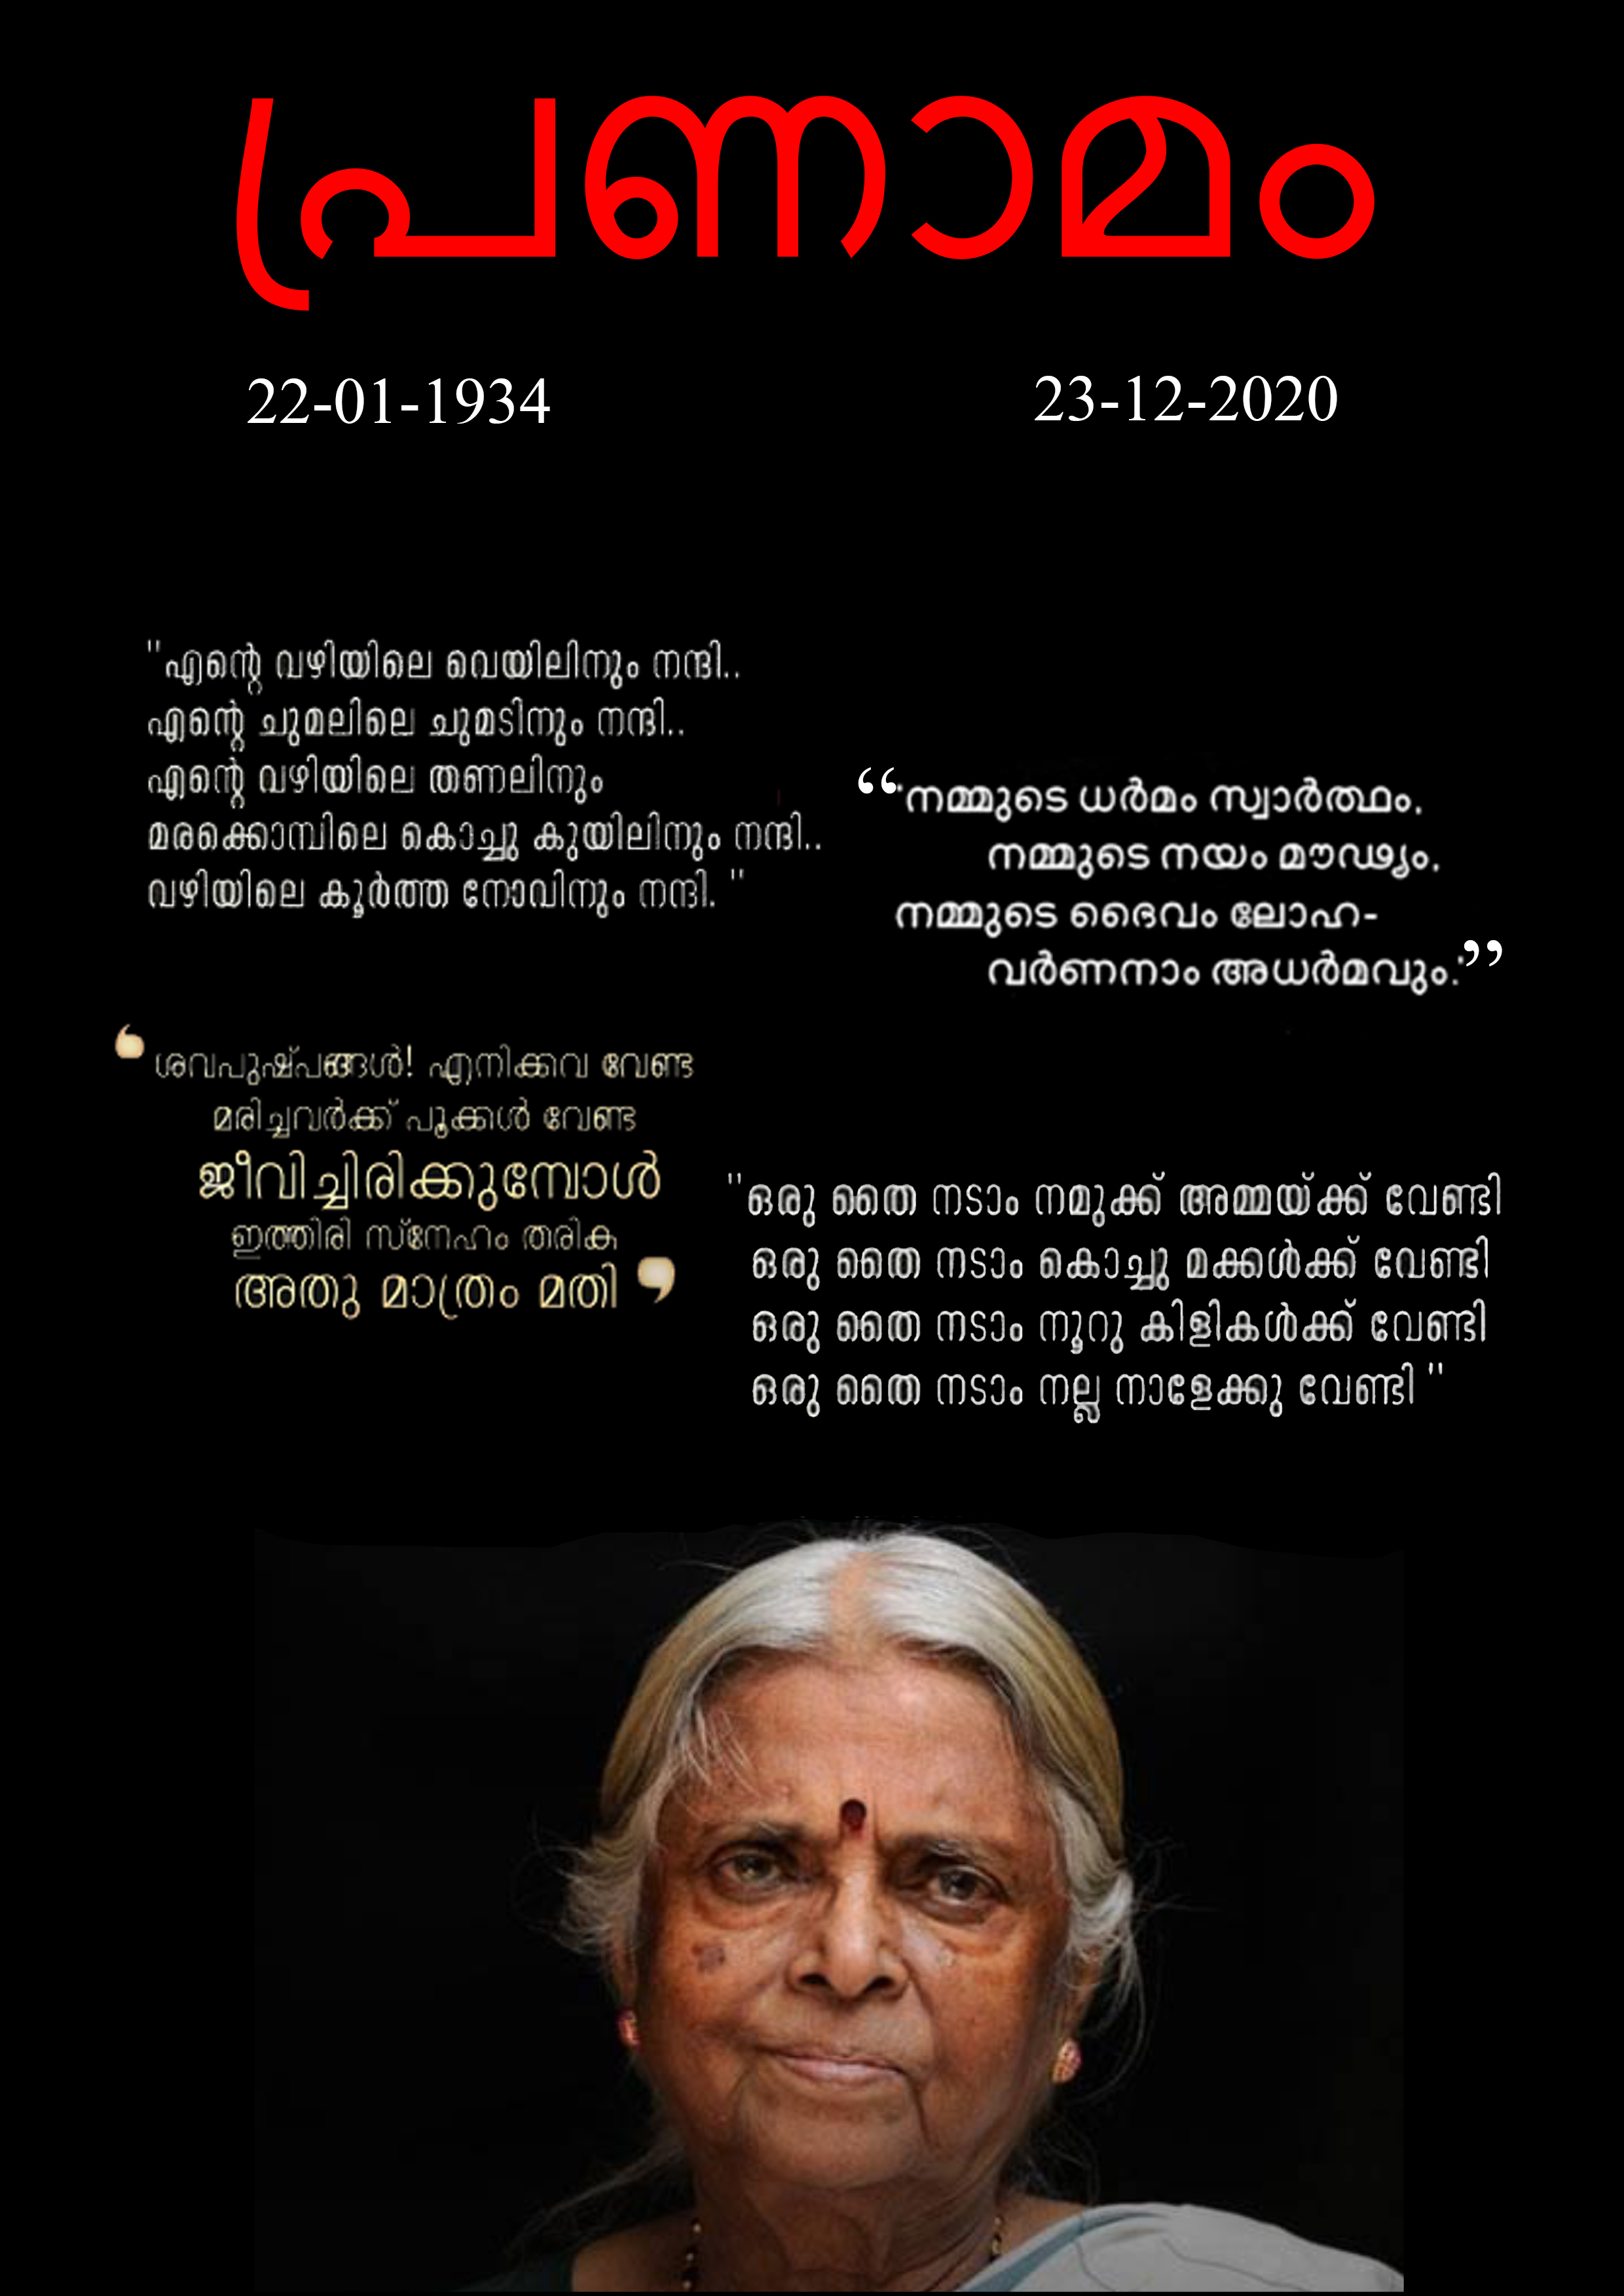 പ്രണാമം
22-01-1934
23-12-2020
"എന്റെ വഴിയിലെ വെയിലിനും നന്ദി..
എന്റെ ചുമലിലെ ചുമടിനും നന്ദി..
എന്റെ വഴിയിലെ തണലിനും
മരക്കൊമ്പിലെ കൊച്ചു കുയിലിനും നന്ദി..
വഴിയിലെ കൂർത്ത നോവിനും നന്ദി. "
“നമ്മുടെ ധർമം സ്വാർത്ഥം,
നമ്മുടെ നയം മൗഢ്യം,
നമ്മുടെ ദൈവം ലോഹ-
വർണനാം അധർമവും.”
❛ ശവപുഷ്പങ്ങൾ! എനിക്കവ വേണ്ട
മരിച്ചവർക്ക് പൂക്കൾ വേണ്ട
ജീവിച്ചിരിക്കുമ്പോൾ
ഇത്തിരി സ്നേഹം തരിക
അതു മാത്രം മതി ❜
"ഒരു തൈ നടാം നമുക്ക് അമ്മയ്ക്ക് വേണ്ടി
ഒരു തൈ നടാം കൊച്ചു മക്കൾക്ക് വേണ്ടി
ഒരു തൈ നടാം നൂറു കിളികൾക്ക് വേണ്ടി
ഒരു തൈ നടാം നല്ല നാളേക്കു വേണ്ടി "